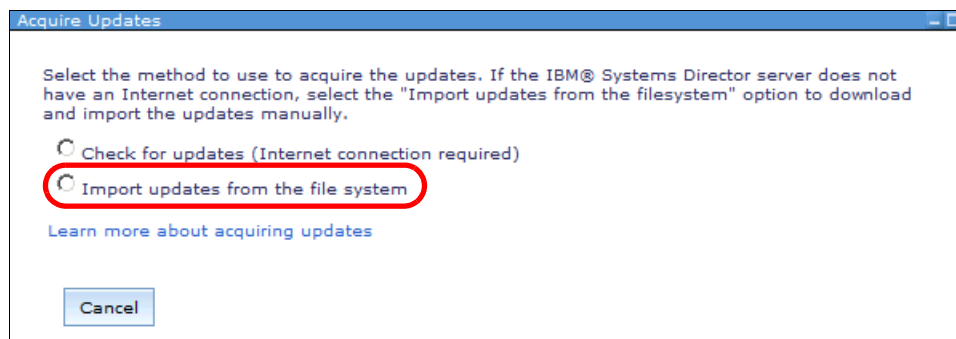 Acquire Updates
Select the method to use to acquire the updates. If the IBM® Systems Director server does not
have an Internet connection, select the "Import updates from the filesystem" option to download
and import the updates manually.
Check for updates (Internet connection required)
Import updates from the file system
Learn more about acquiring updates
Cancel